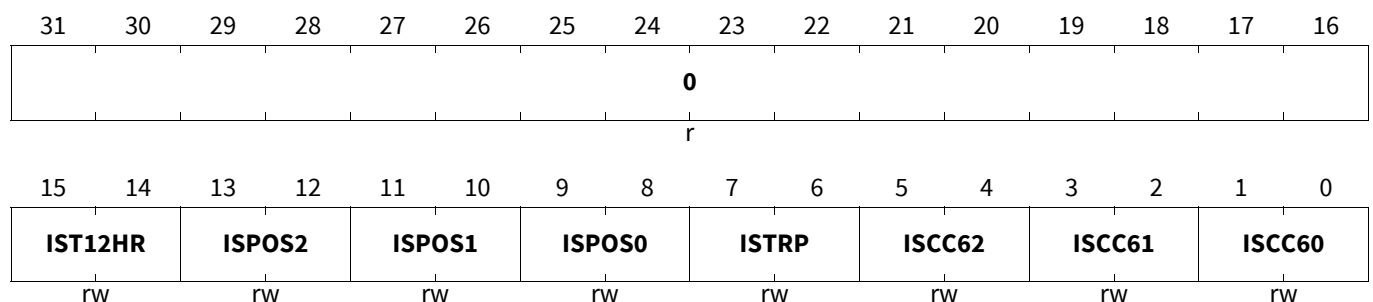 31 30 29 28 27 26 25 24 23 22 21 20 19 18 17 16
0
r
15 14 13 12 11 10 9 8 7 6 5 4 3 2 1 0
IST12HR ISPOS2 ISPOS1 ISPOS0 ISTRP ISCC62 ISCC61 ISCC60
rw rw rw rw rw rw rw rw